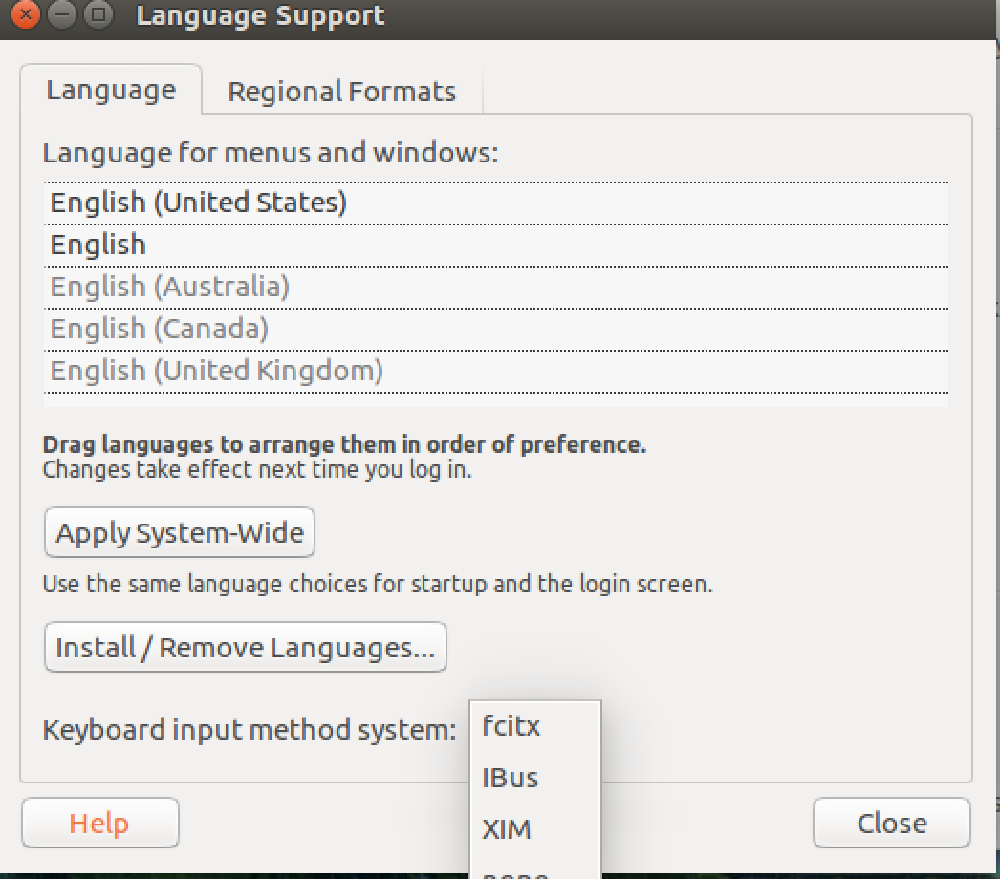 Language Support
Language
Regional Formats
Language for menus and windows:
English (United States)
English
English (Australia)
English (Canada)
English (United Kingdom)
Drag languages to arrange them in order of preference.
Changes take effect next time you log in.
Apply System-Wide
Use the same language choices for startup and the login screen.
Install / Remove Languages...
Keyboard input method system:
fcitx
IBus
XIM
none
Help
Close